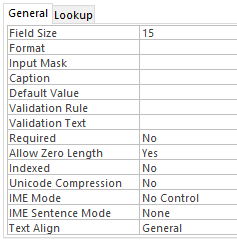 General Lookup
Field Size 15
Format
Input Mask
Caption
Default Value
Validation Rule
Validation Text
Required No
Allow Zero Length Yes
Indexed No
Unicode Compression No
IME Mode No Control
IME Sentence Mode None
Text Align General